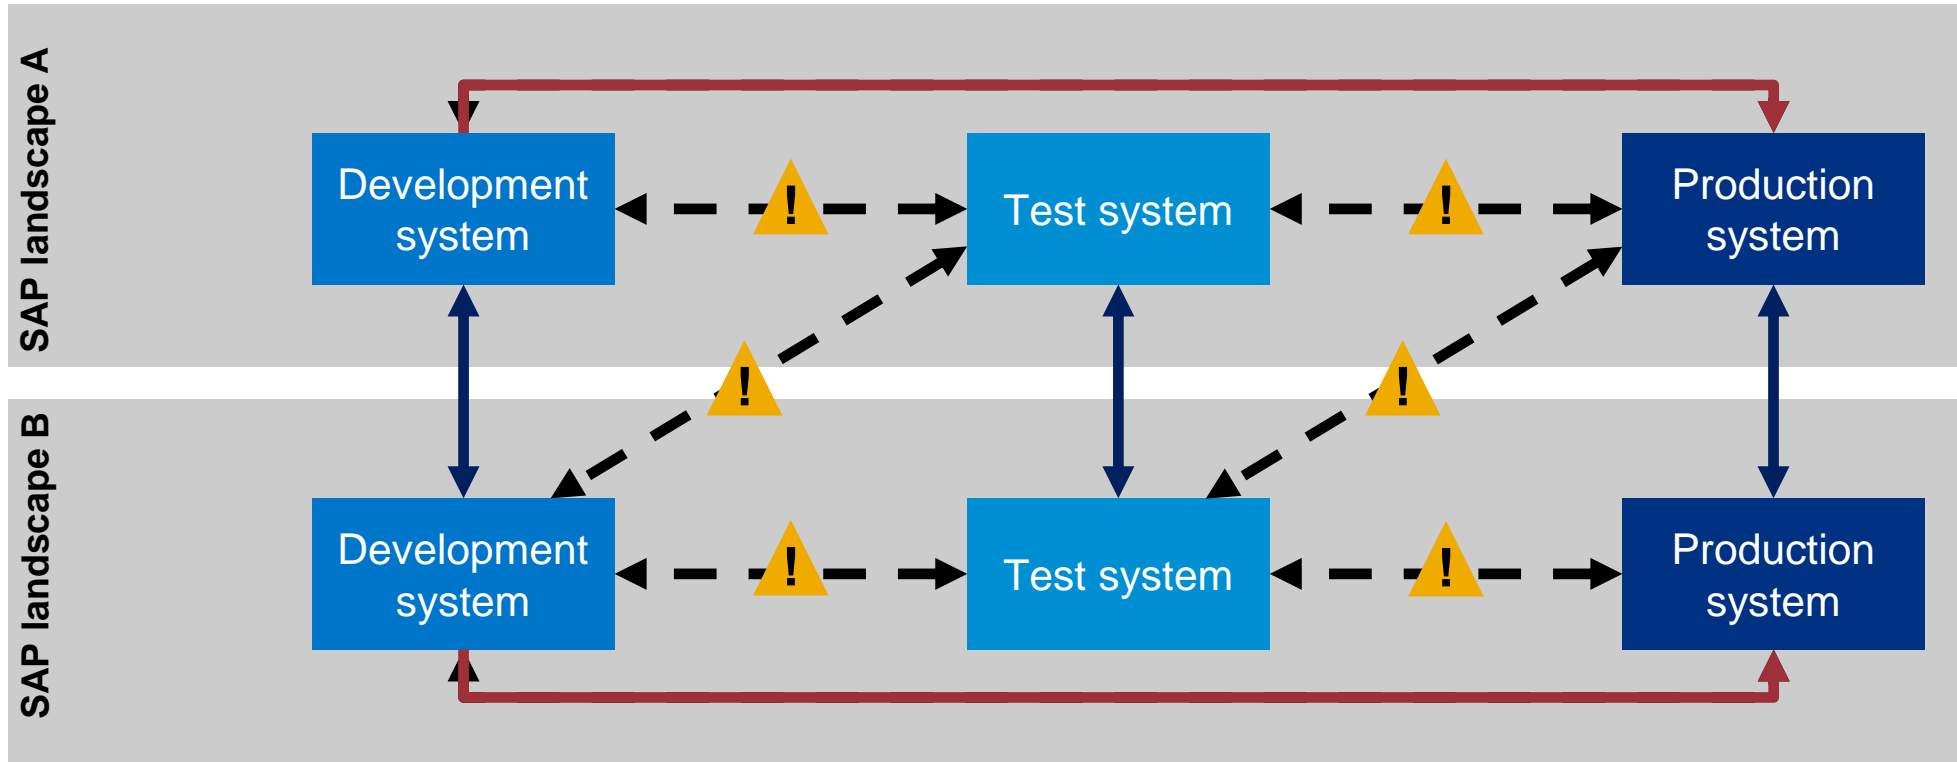 SAP landscape A
Development
system
!
Test system
!
Production
system
!
!
SAP landscape B
Development
system
!
Test system
!
Production
system